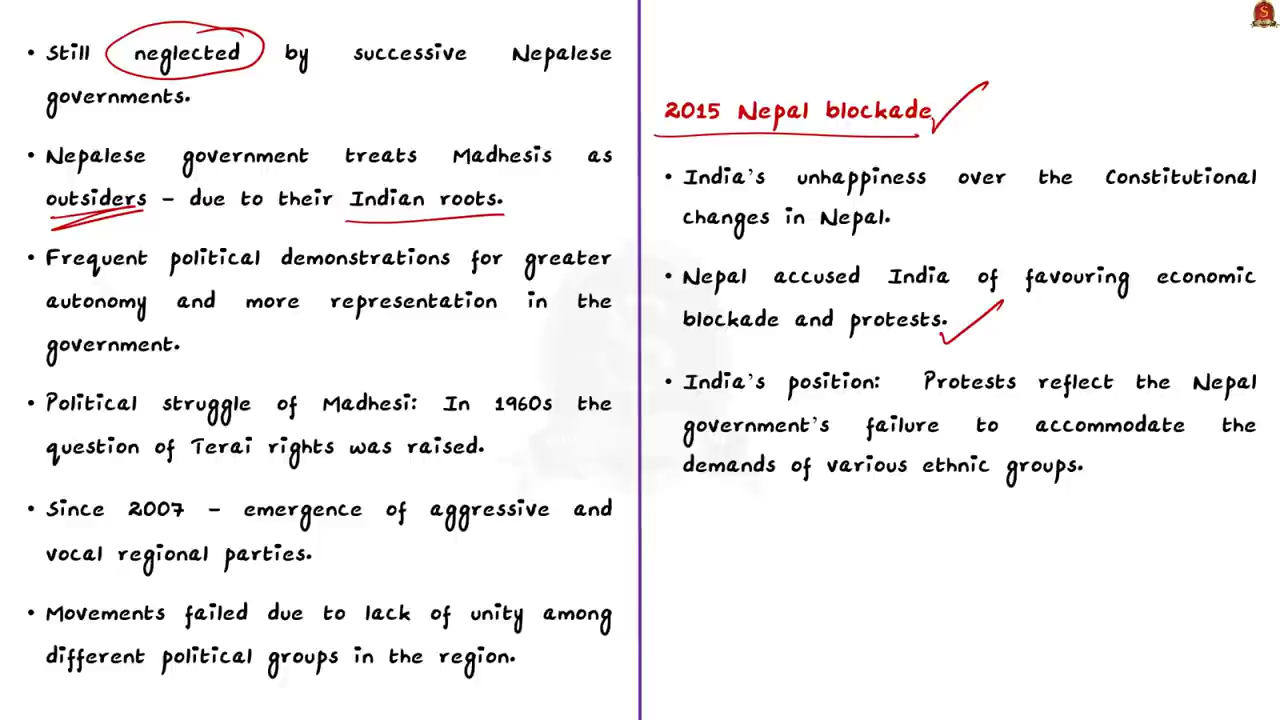 • Still neglected by successive Nepalese
governments.
• Nepalese government treats Madhesis as
outsiders – due to their Indian roots.
• Frequent political demonstrations for greater
autonomy and more representation in the
government.
• Political struggle of Madhesi: In 1960s the
question of Terai rights was raised.
• Since 2007 – emergence of aggressive and
vocal regional parties.
• Movements failed due to lack of unity among
different political groups in the region.
2015 Nepal blockade
• India's unhappiness over the Constitutional
changes in Nepal.
• Nepal accused India of favouring economic
blockade and protests.
• India's position: Protests reflect the Nepal
government's failure to accommodate the
demands of various ethnic groups.